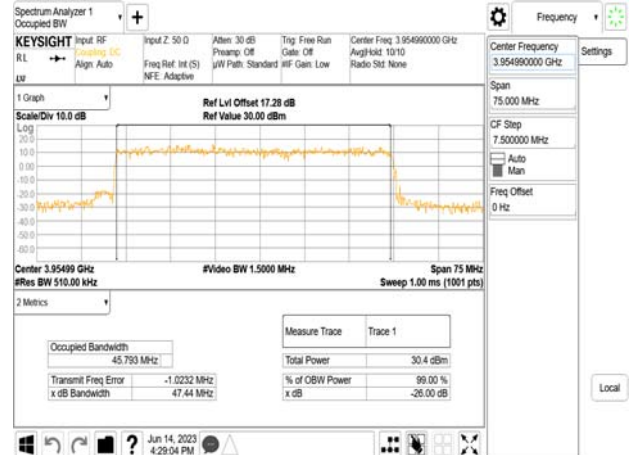 Spectrum Analyzer 1
Occupied BW
Frequency
KEYSIGHT
RL
Input: RF
Coupling: DC
Align: Auto
Input Z: 50 Ω
Freq Ref: Int (S)
NFE: Adaptive
Atten: 30 dB
Preamp: Off
µW Path: Standard
Trig: Free Run
Gate: Off
#IF Gain: Low
Center Freq: 3.954990000 GHz
Avg|Hold: 10/10
Radio Std: None
Center Frequency
3.954990000 GHz
Settings
Span
75.000 MHz
CF Step
7.500000 MHz
Auto
Man
Freq Offset
0 Hz
Local
1 Graph
Scale/Div 10.0 dB
Ref Lvl Offset 17.28 dB
Ref Value 30.00 dBm
Log
20.0
10.0
0.00
-10.0
-20.0
-30.0
-40.0
-50.0
-60.0
Center 3.95499 GHz
#Res BW 510.00 kHz
#Video BW 1.5000 MHz
Span 75 MHz
Sweep 1.00 ms (1001 pts)
2 Metrics
Measure Trace Trace 1
Occupied Bandwidth
45.793 MHz
Total Power 30.4 dBm
Transmit Freq Error -1.0232 MHz
% of OBW Power 99.00 %
x dB Bandwidth 47.44 MHz
x dB -26.00 dB
Jun 14, 2023
4:29:04 PM